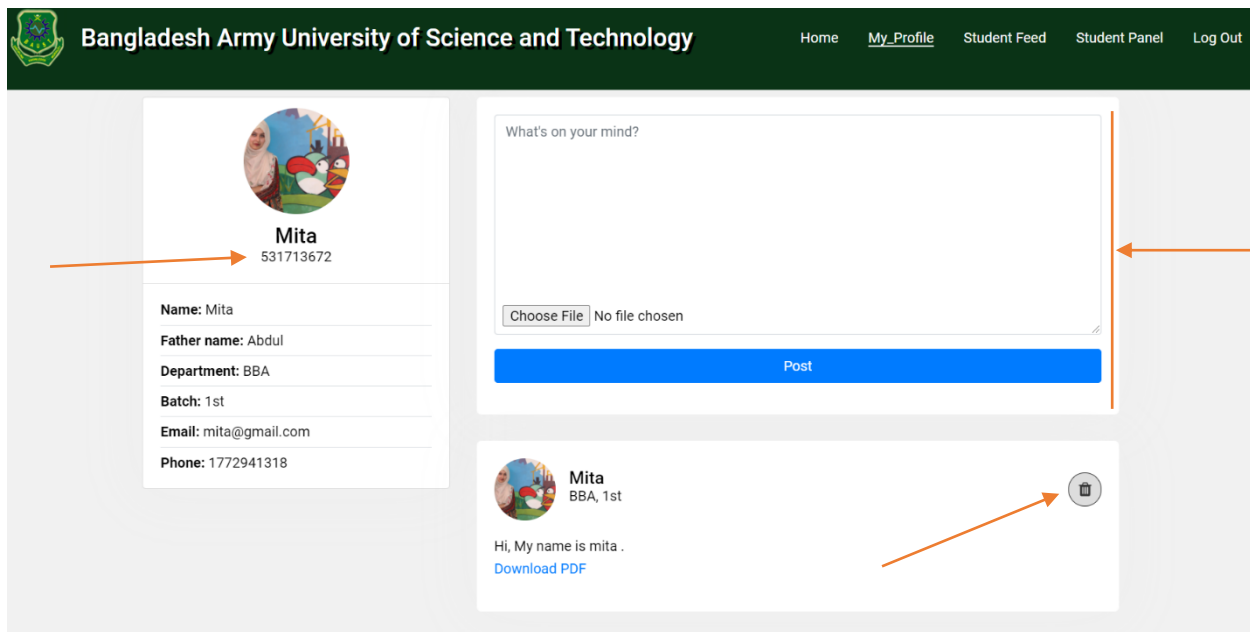 Bangladesh Army University of Science and Technology
Home My_Profile Student Feed Student Panel Log Out
Mita
531713672
Name: Mita
Father name: Abdul
Department: BBA
Batch: 1st
Email: mita@gmail.com
Phone: 1772941318
What's on your mind?
Choose File No file chosen
Post
Mita
BBA, 1st
Hi, My name is mita .
Download PDF